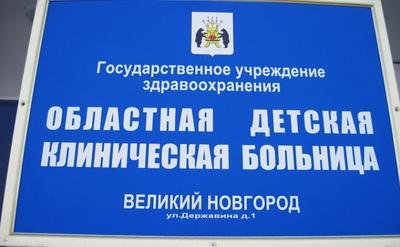 Государственное учреждение
здравоохранения
ОБЛАСТНАЯ ДЕТСКАЯ
КЛИНИЧЕСКАЯ БОЛЬНИЦА
ВЕЛИКИЙ НОВГОРОД
ул.Державина д.1